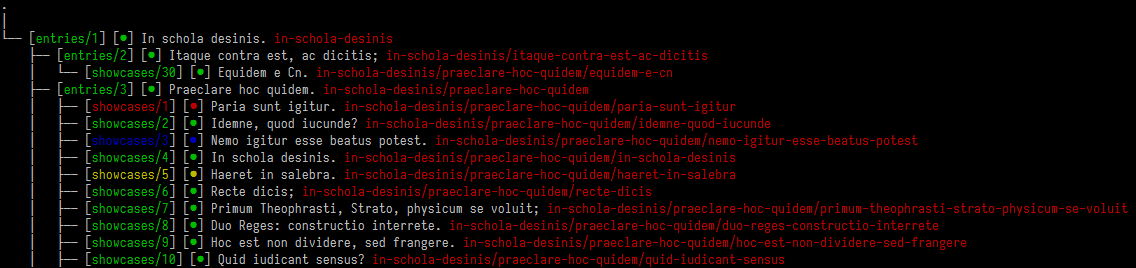 .
│
└── [entries/1] [●] In schola desinis. in-schola-desinis
    ├── [entries/2] [●] Itaque contra est, ac dicitis; in-schola-desinis/itaque-contra-est-ac-dicitis
    │   └── [showcases/30] [●] Equidem e Cn. in-schola-desinis/praeclare-hoc-quidem/equidem-e-cn
    ├── [entries/3] [●] Praeclare hoc quidem. in-schola-desinis/praeclare-hoc-quidem
    │   ├── [showcases/1] [●] Paria sunt igitur. in-schola-desinis/praeclare-hoc-quidem/paria-sunt-igitur
    │   ├── [showcases/2] [●] Idemne, quod iucunde? in-schola-desinis/praeclare-hoc-quidem/idemne-quod-iucunde
    │   ├── [showcases/3] [●] Nemo igitur esse beatus potest. in-schola-desinis/praeclare-hoc-quidem/nemo-igitur-esse-beatus-potest
    │   ├── [showcases/4] [●] In schola desinis. in-schola-desinis/praeclare-hoc-quidem/in-schola-desinis
    │   ├── [showcases/5] [●] Haeret in salebra. in-schola-desinis/praeclare-hoc-quidem/haeret-in-salebra
    │   ├── [showcases/6] [●] Recte dicis; in-schola-desinis/praeclare-hoc-quidem/recte-dicis
    │   ├── [showcases/7] [●] Primum Theophrasti, Strato, physicum se voluit; in-schola-desinis/praeclare-hoc-quidem/primum-theophrasti-strato-physicum-se-voluit
    │   ├── [showcases/8] [●] Duo Reges: constructio interrete. in-schola-desinis/praeclare-hoc-quidem/duo-reges-constructio-interrete
    │   ├── [showcases/9] [●] Hoc est non dividere, sed frangere. in-schola-desinis/praeclare-hoc-quidem/hoc-est-non-dividere-sed-frangere
    │   ├── [showcases/10] [●] Quid iudicant sensus? in-schola-desinis/praeclare-hoc-quidem/quid-iudicant-sensus